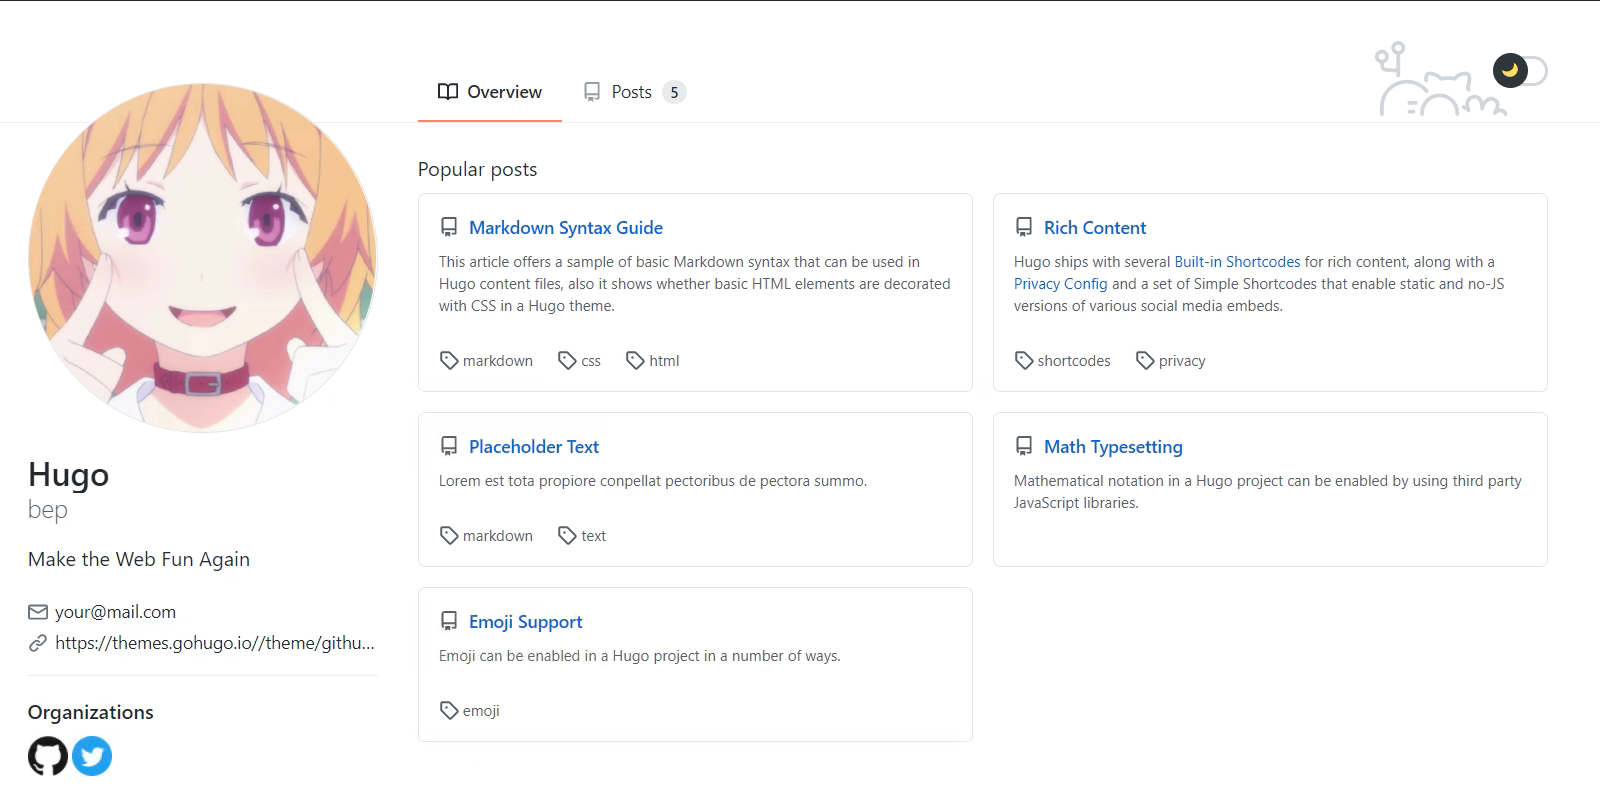 Overview
Posts 5
Hugo
bep
Make the Web Fun Again
your@mail.com
https://themes.gohugo.io//theme/githu...
Organizations
Popular posts
Markdown Syntax Guide
This article offers a sample of basic Markdown syntax that can be used in
Hugo content files, also it shows whether basic HTML elements are decorated
with CSS in a Hugo theme.
markdown css html
Rich Content
Hugo ships with several Built-in Shortcodes for rich content, along with a
Privacy Config and a set of Simple Shortcodes that enable static and no-JS
versions of various social media embeds.
shortcodes privacy
Placeholder Text
Lorem est tota propiore conpellat pectoribus de pectora summo.
markdown text
Math Typesetting
Mathematical notation in a Hugo project can be enabled by using third party
JavaScript libraries.
Emoji Support
Emoji can be enabled in a Hugo project in a number of ways.
emoji